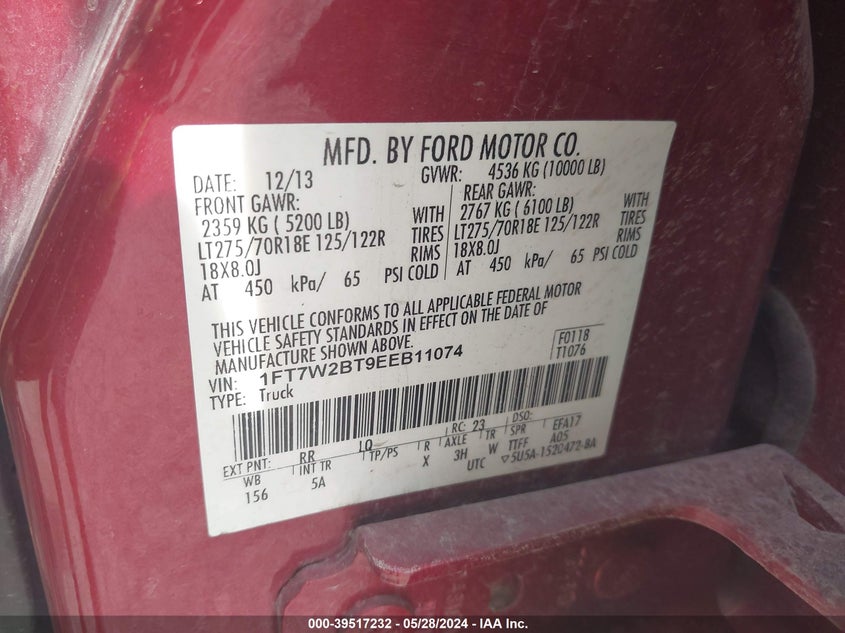 MFD. BY FORD MOTOR CO.
DATE: 12/13 GVWR: 4536 KG (10000 LB)
FRONT GAWR: REAR GAWR:
2359 KG ( 5200 LB) WITH 2767 KG ( 6100 LB) WITH
LT275/70R18E 125/122R TIRES LT275/70R18E 125/122R TIRES
18X8.0J RIMS 18X8.0J RIMS
AT 450 kPa/ 65 PSI COLD AT 450 kPa/ 65 PSI COLD
THIS VEHICLE CONFORMS TO ALL APPLICABLE FEDERAL MOTOR
VEHICLE SAFETY STANDARDS IN EFFECT ON THE DATE OF
MANUFACTURE SHOWN ABOVE.
F0118
T1076
VIN: 1FT7W2BT9EEB11074
TYPE: Truck
RC: 23 DSO:
EXT PNT: RR LQ
WB INT TR TP/PS R AXLE TR SPR EFA17
156 5A X 3H W TTFF A05
UTC ▽5U5A-1520472-BA
000-39517232 - 05/28/2024 - IAA Inc.